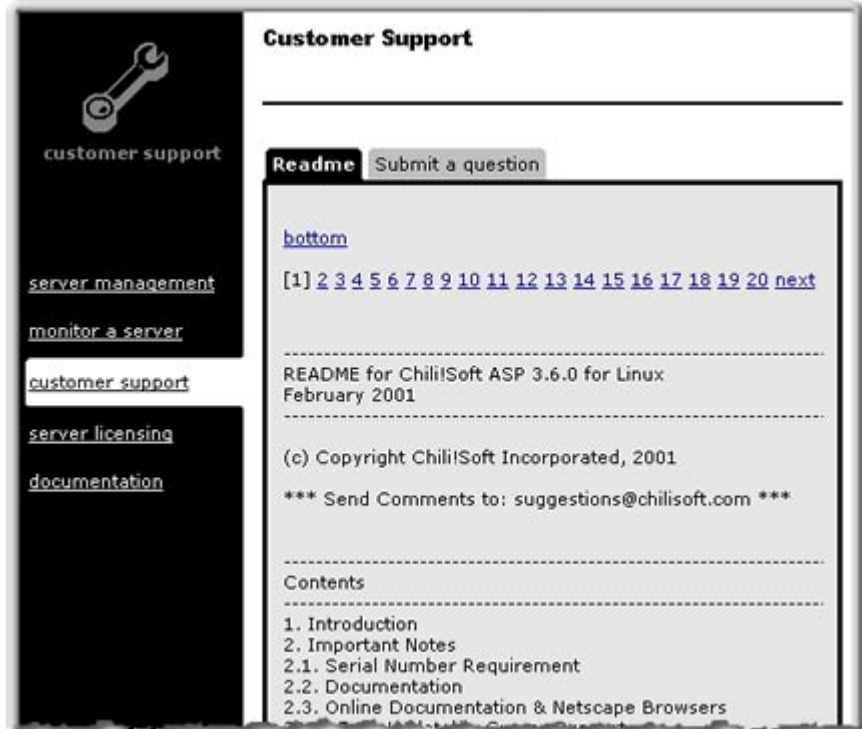 Customer Support
customer support
server management
monitor a server
customer support
server licensing
documentation
Readme Submit a question
bottom
[1] 2 3 4 5 6 7 8 9 10 11 12 13 14 15 16 17 18 19 20 next
README for Chili!Soft ASP 3.6.0 for Linux
February 2001
(c) Copyright Chili!Soft Incorporated, 2001
*** Send Comments to: suggestions@chilisoft.com ***
Contents
1. Introduction
2. Important Notes
2.1. Serial Number Requirement
2.2. Documentation
2.3. Online Documentation & Netscape Browsers